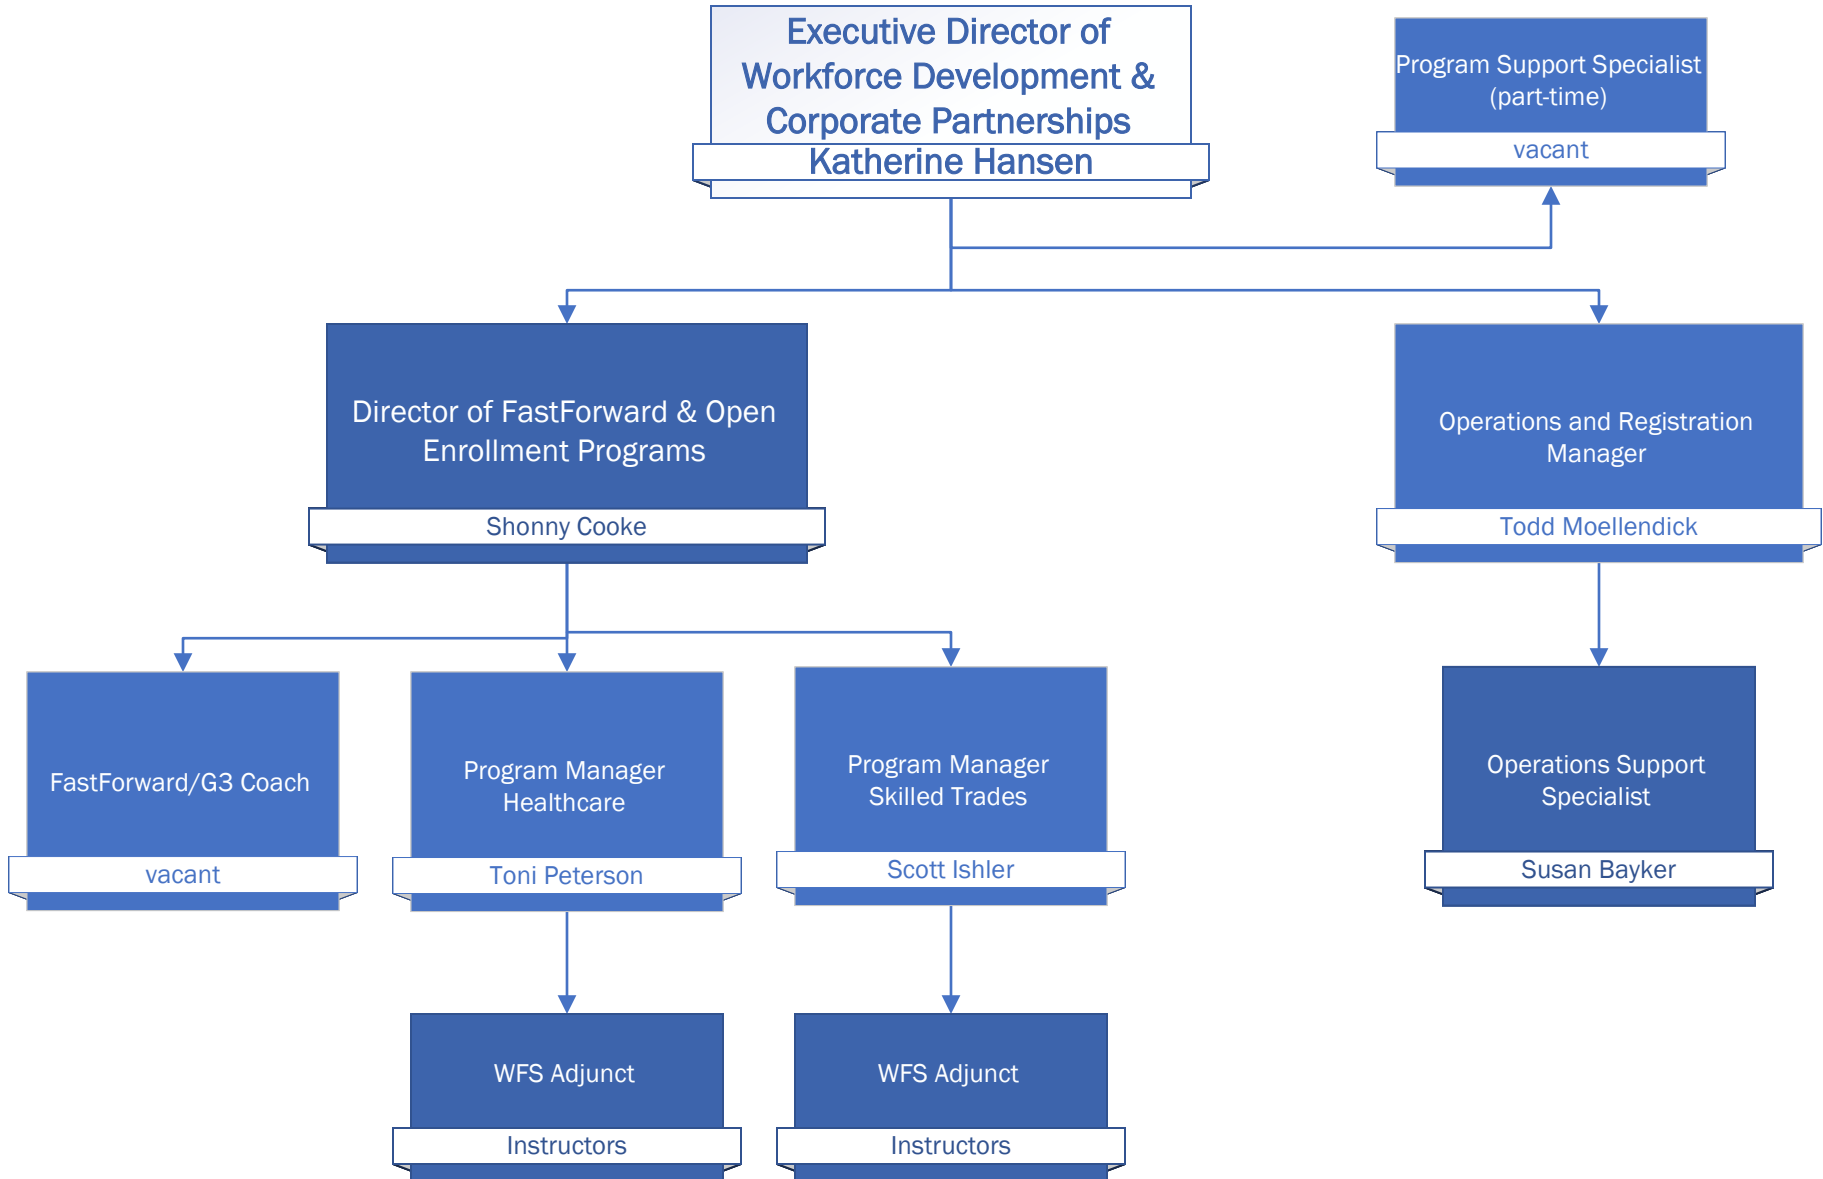 Executive Director of
Workforce Development &
Corporate Partnerships
Katherine Hansen
Program Support Specialist
(part-time)
vacant
Director of FastForward & Open
Enrollment Programs
Shonny Cooke
Operations and Registration
Manager
Todd Moellendick
FastForward/G3 Coach
vacant
Program Manager
Healthcare
Toni Peterson
Program Manager
Skilled Trades
Scott Ishler
Operations Support
Specialist
Susan Bayker
WFS Adjunct
Instructors
WFS Adjunct
Instructors